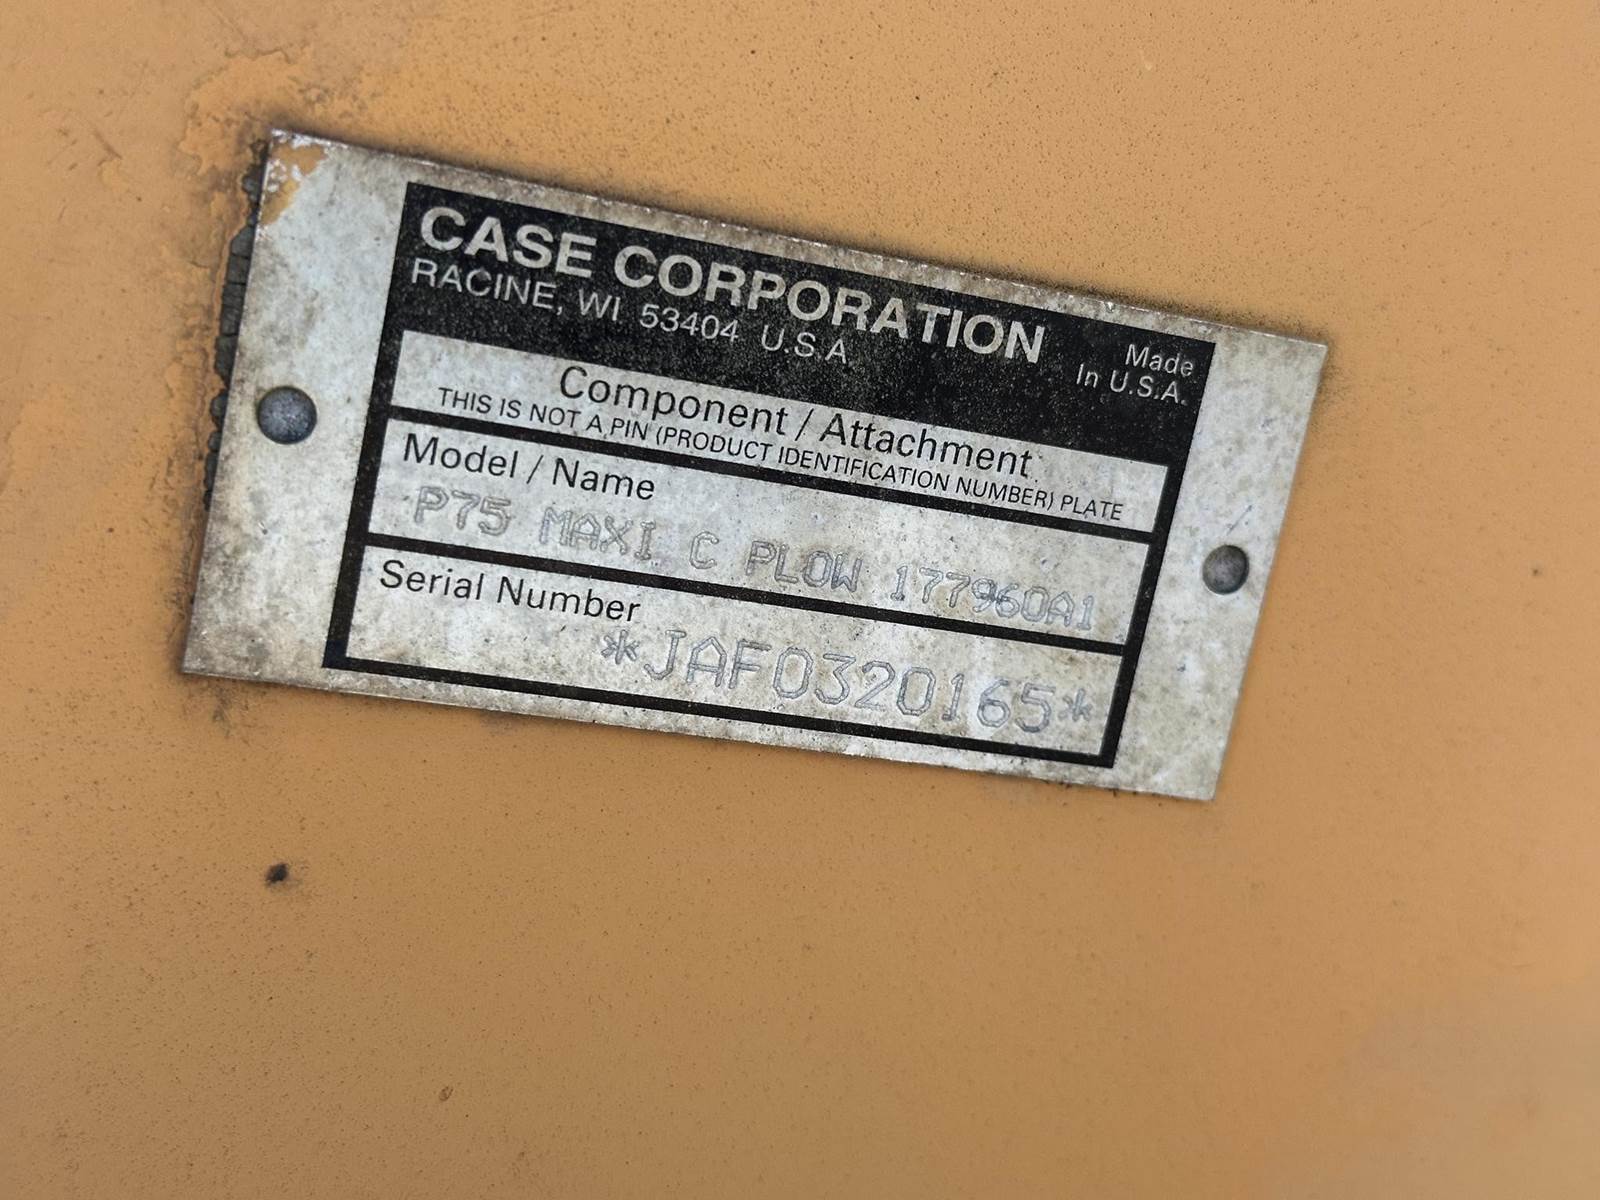 CASE CORPORATION
RACINE, WI 53404 U.S.A
Made
In U.S.A.
Component / Attachment
THIS IS NOT A PIN (PRODUCT IDENTIFICATION NUMBER) PLATE
Model / Name
P75 MAXI C PLOW 177960A1
Serial Number
*JAF0320165*